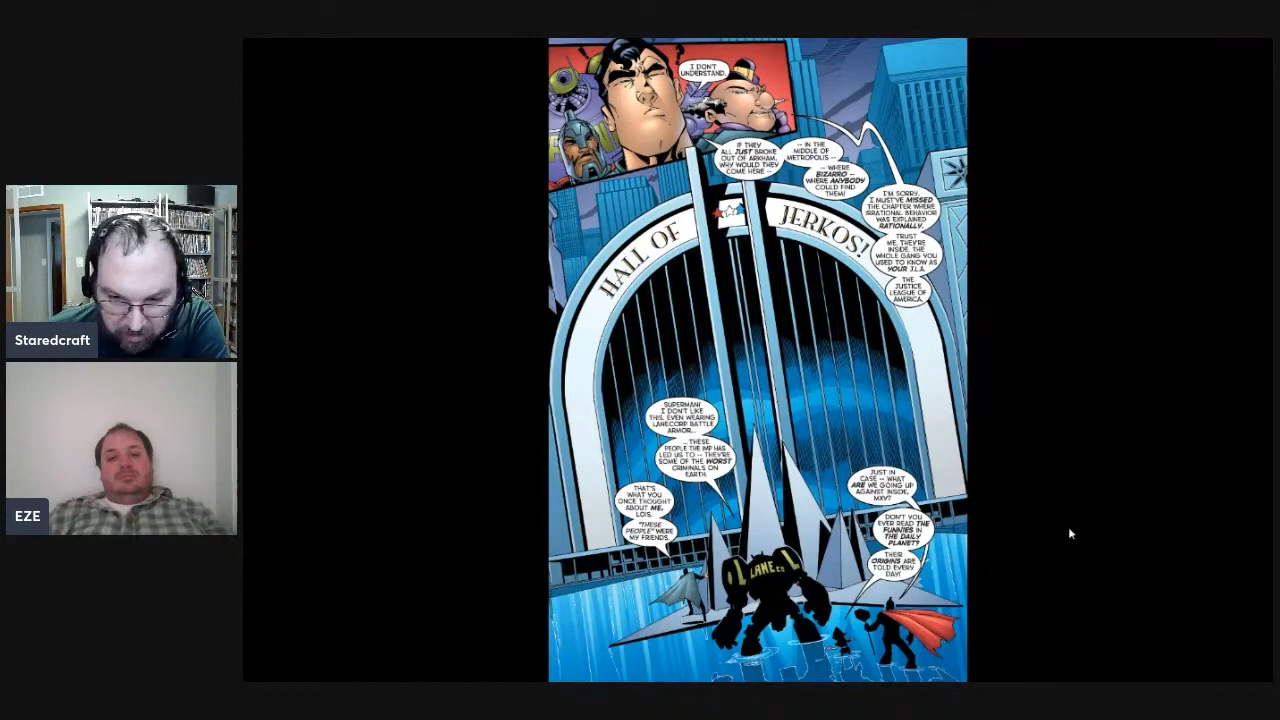 I DON'T
UNDERSTAND.
IF THEY
ALL JUST BROKE
OUT OF ARKHAM,
WHY WOULD THEY
COME HERE --
-- IN THE
MIDDLE OF
METROPOLIS --
-- WHERE
BIZARRO --
WHERE ANYBODY
COULD FIND
THEM!
I'M SORRY.
I MUST'VE MISSED
THE CHAPTER WHERE
IRRATIONAL BEHAVIOR
WAS EXPLAINED
RATIONALLY.
TRUST
ME, THEY'RE
INSIDE. THE
WHOLE GANG YOU
USED TO KNOW AS
YOUR J.L.A.
THE
JUSTICE
LEAGUE OF
AMERICA.
HALL OF JERKOS!
SUPERMAN!
I DON'T LIKE
THIS. EVEN WEARING
LANECORP BATTLE
ARMOR...
...THESE
PEOPLE THE IMP HAS
LED US TO -- THEY'RE
SOME OF THE WORST
CRIMINALS ON
EARTH.
THAT'S
WHAT YOU
ONCE THOUGHT
ABOUT ME,
LOIS.
"THESE
PEOPLE" WERE
MY FRIENDS.
JUST IN
CASE -- WHAT
ARE WE GOING UP
AGAINST INSIDE,
MXY?
DON'T YOU
EVER READ THE
FUNNIES IN
THE DAILY
PLANET?
THEIR
ORIGINS ARE
TOLD EVERY
DAY!
LANECO
Staredcraft
EZE